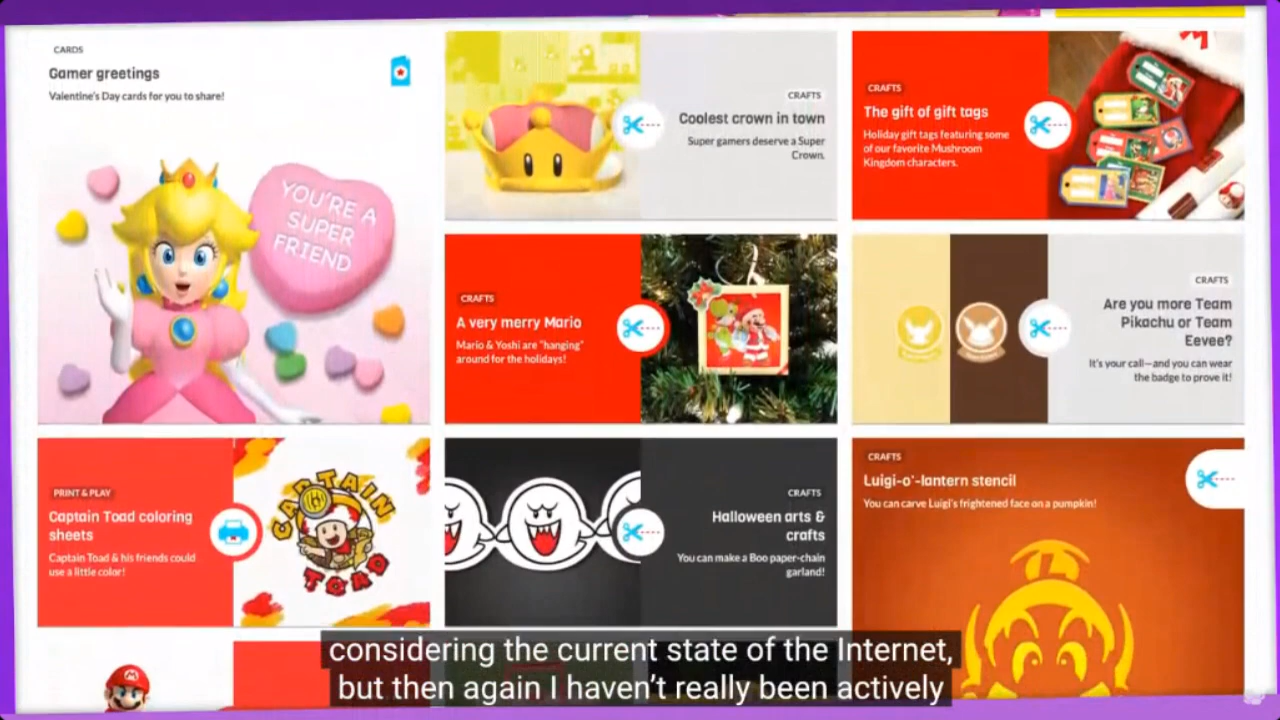 CARDS
Gamer greetings
Valentine's Day cards for you to share!
YOU'RE A
SUPER
FRIEND
CRAFTS
Coolest crown in town
Super gamers deserve a Super
Crown.
CRAFTS
The gift of gift tags
Holiday gift tags featuring some
of our favorite Mushroom
Kingdom characters.
CRAFTS
A very merry Mario
Mario & Yoshi are "hanging"
around for the holidays!
CRAFTS
Are you more Team
Pikachu or Team
Eevee?
It's your call—and you can wear
the badge to prove it!
PRINT & PLAY
Captain Toad coloring
sheets
Captain Toad & his friends could
use a little color!
CAPTAIN
TOAD
CRAFTS
Halloween arts &
crafts
You can make a Boo paper-chain
garland!
CRAFTS
Luigi-o'-lantern stencil
You can carve Luigi's frightened face on a pumpkin!
L
M
considering the current state of the Internet,
but then again I haven't really been actively